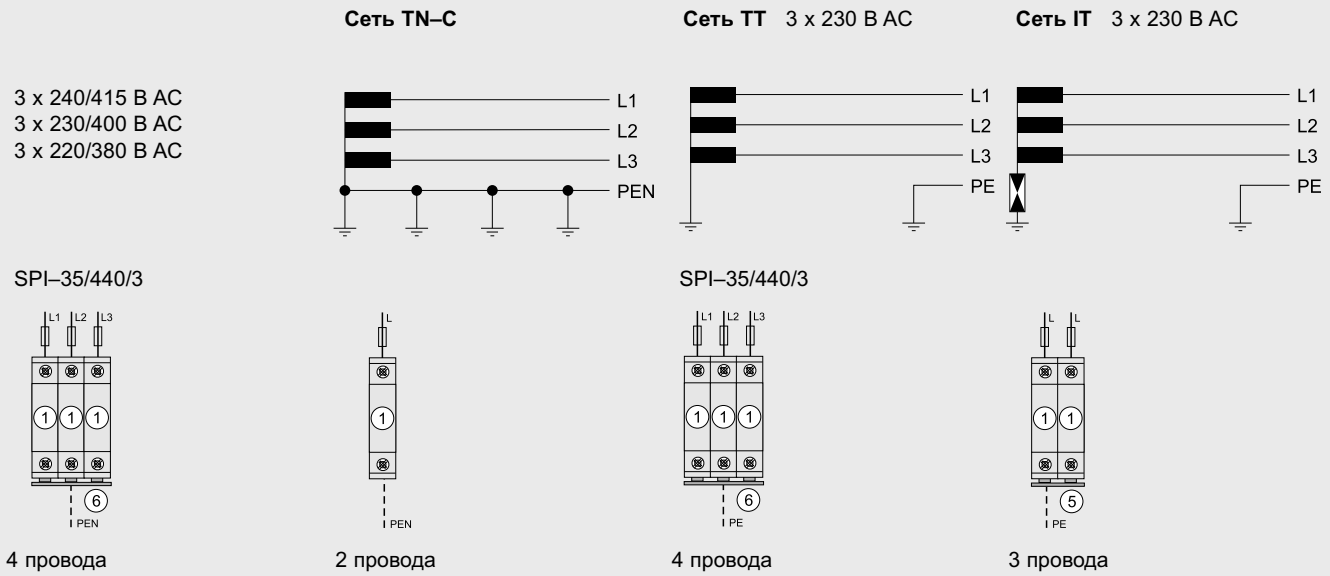 Сеть TN–C
Сеть TT 3 x 230 В AC
Сеть IT 3 x 230 В AC
3 x 240/415 В AC
3 x 230/400 В AC
3 x 220/380 В AC
L1
L2
L3
PEN
L1
L2
L3
PE
L1
L2
L3
PE
SPI–35/440/3
SPI–35/440/3
L1 L2 L3
1 1 1
6
PEN
L
1
PEN
L1 L2 L3
1 1 1
6
PE
L L
1 1
5
PE
4 провода
2 провода
4 провода
3 провода